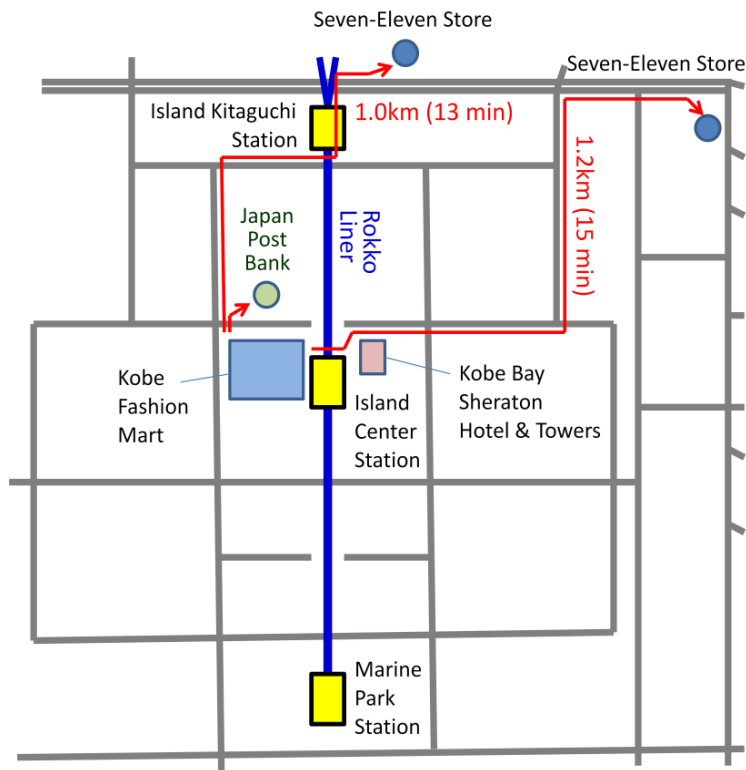 Seven-Eleven Store
Seven-Eleven Store
Island Kitaguchi
Station
1.0km (13 min)
1.2km (15 min)
Japan
Post
Bank
Rokko
Liner
Kobe
Fashion
Mart
Island
Center
Station
Kobe Bay
Sheraton
Hotel & Towers
Marine
Park
Station